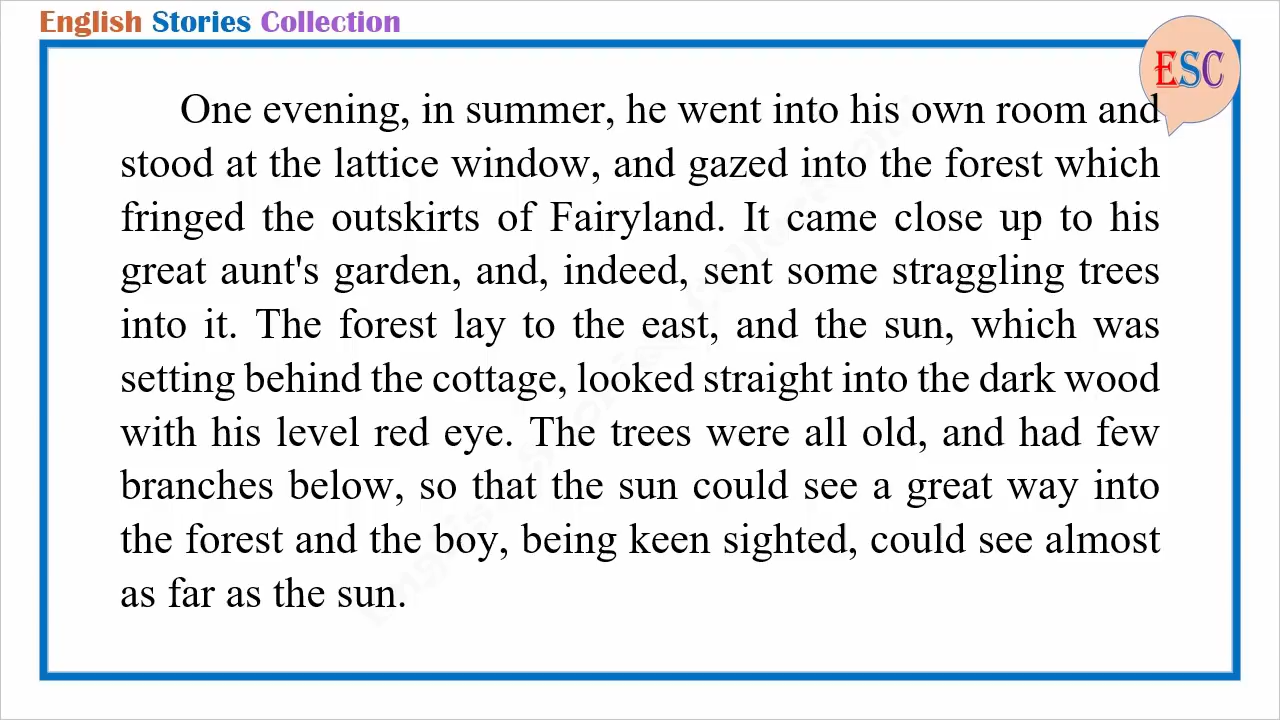 English Stories Collection
ESC
One evening, in summer, he went into his own room and
stood at the lattice window, and gazed into the forest which
fringed the outskirts of Fairyland. It came close up to his
great aunt's garden, and, indeed, sent some straggling trees
into it. The forest lay to the east, and the sun, which was
setting behind the cottage, looked straight into the dark wood
with his level red eye. The trees were all old, and had few
branches below, so that the sun could see a great way into
the forest and the boy, being keen sighted, could see almost
as far as the sun.